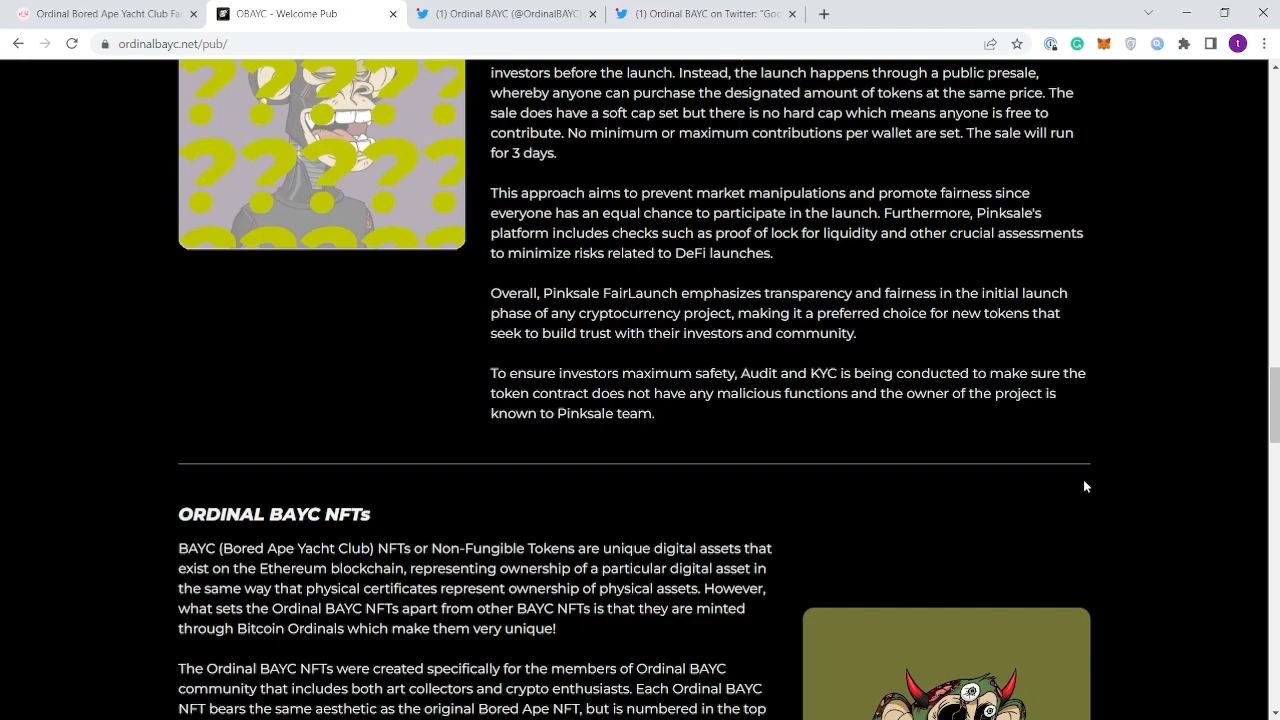 Ordinal Bored Ape Yacht Club Fai
OBAYC - Welcome Pub
(1) Ordinal BAYC (@OrdinalBAYC)
(1) Ordinal BAYC on Twitter: "Goo
ordinalbayc.net/pub/
t
? ? ? ? ?
? ? ? ? ?
investors before the launch. Instead, the launch happens through a public presale,
whereby anyone can purchase the designated amount of tokens at the same price. The
sale does have a soft cap set but there is no hard cap which means anyone is free to
contribute. No minimum or maximum contributions per wallet are set. The sale will run
for 3 days.
This approach aims to prevent market manipulations and promote fairness since
everyone has an equal chance to participate in the launch. Furthermore, Pinksale's
platform includes checks such as proof of lock for liquidity and other crucial assessments
to minimize risks related to DeFi launches.
Overall, Pinksale FairLaunch emphasizes transparency and fairness in the initial launch
phase of any cryptocurrency project, making it a preferred choice for new tokens that
seek to build trust with their investors and community.
To ensure investors maximum safety, Audit and KYC is being conducted to make sure the
token contract does not have any malicious functions and the owner of the project is
known to Pinksale team.
ORDINAL BAYC NFTs
BAYC (Bored Ape Yacht Club) NFTs or Non-Fungible Tokens are unique digital assets that
exist on the Ethereum blockchain, representing ownership of a particular digital asset in
the same way that physical certificates represent ownership of physical assets. However,
what sets the Ordinal BAYC NFTs apart from other BAYC NFTs is that they are minted
through Bitcoin Ordinals which make them very unique!
The Ordinal BAYC NFTs were created specifically for the members of Ordinal BAYC
community that includes both art collectors and crypto enthusiasts. Each Ordinal BAYC
NFT bears the same aesthetic as the original Bored Ape NFT, but is numbered in the top